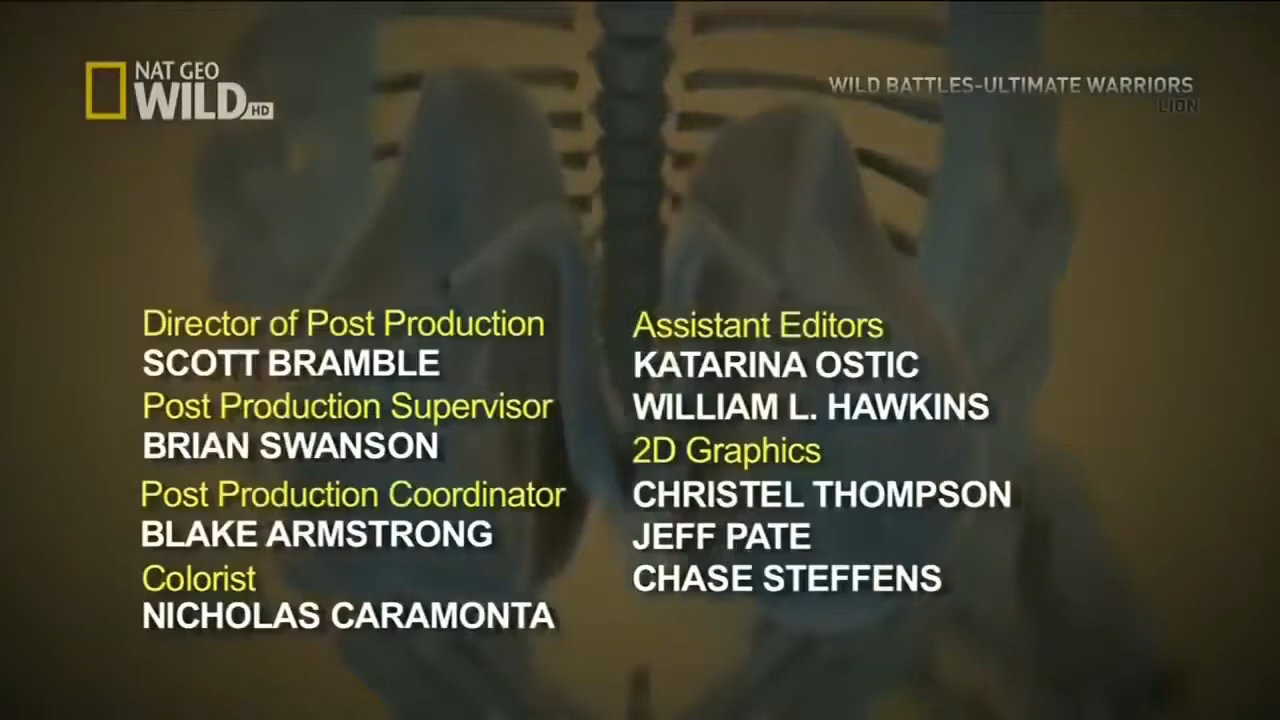 NAT GEO
WILD HD
WILD BATTLES-ULTIMATE WARRIORS
LION
Director of Post Production
SCOTT BRAMBLE
Post Production Supervisor
BRIAN SWANSON
Post Production Coordinator
BLAKE ARMSTRONG
Colorist
NICHOLAS CARAMONTA
Assistant Editors
KATARINA OSTIC
WILLIAM L. HAWKINS
2D Graphics
CHRISTEL THOMPSON
JEFF PATE
CHASE STEFFENS